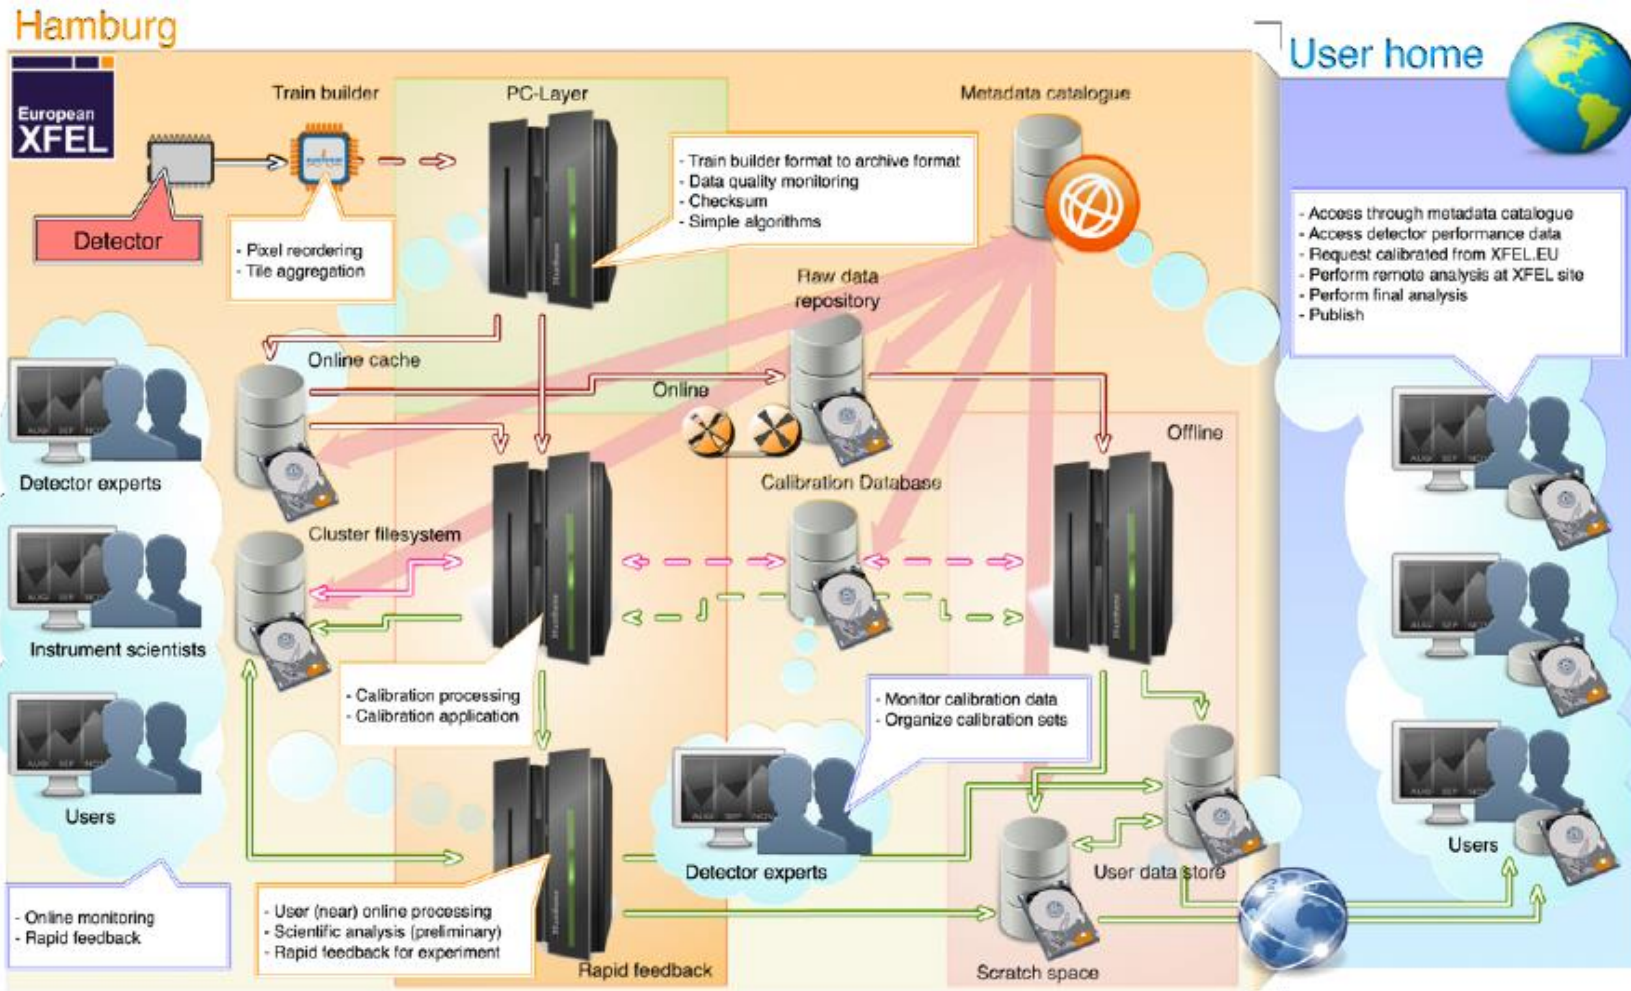 Hamburg
User home
European
XFEL
Train builder
PC-Layer
Metadata catalogue
Detector
- Pixel reordering
- Tile aggregation
- Train builder format to archive format
- Data quality monitoring
- Checksum
- Simple algorithms
- Access through metadata catalogue
- Access detector performance data
- Request calibrated from XFEL.EU
- Perform remote analysis at XFEL site
- Perform final analysis
- Publish
Raw data
repository
Online cache
Online
Offline
Detector experts
Calibration Database
Cluster filesystem
Instrument scientists
- Calibration processing
- Calibration application
- Monitor calibration data
- Organize calibration sets
Users
Users
Detector experts
User data store
- Online monitoring
- Rapid feedback
- User (near) online processing
- Scientific analysis (preliminary)
- Rapid feedback for experiment
Rapid feedback
Scratch space